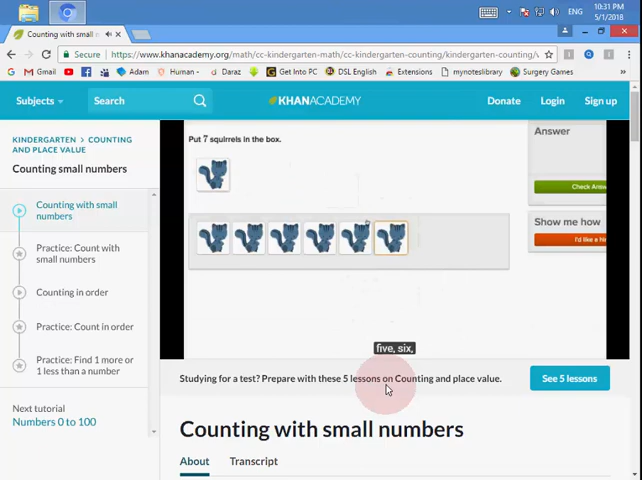 10:31 PM
ENG
5/1/2018
Counting with small n
Secure
https://www.khanacademy.org/math/cc-kindergarten-math/cc-kindergarten-counting/kindergarten-counting/v
Apps
Gmail
YouTube
Adam
Human -
Daraz
Get Into PC
DSL English
Extensions
mynoteslibrary
Surgery Games
Subjects
Search
KHANACADEMY
Donate
Login
Sign up
KINDERGARTEN > COUNTING
AND PLACE VALUE
Counting small numbers
Counting with small
numbers
Practice: Count with
small numbers
Counting in order
Practice: Count in order
Practice: Find 1 more or
1 less than a number
Next tutorial
Numbers 0 to 100
Put 7 squirrels in the box.
Answer
Check Answ
Show me how
I'd like a hin
five, six,
Studying for a test? Prepare with these 5 lessons on Counting and place value.
See 5 lessons
Counting with small numbers
About
Transcript